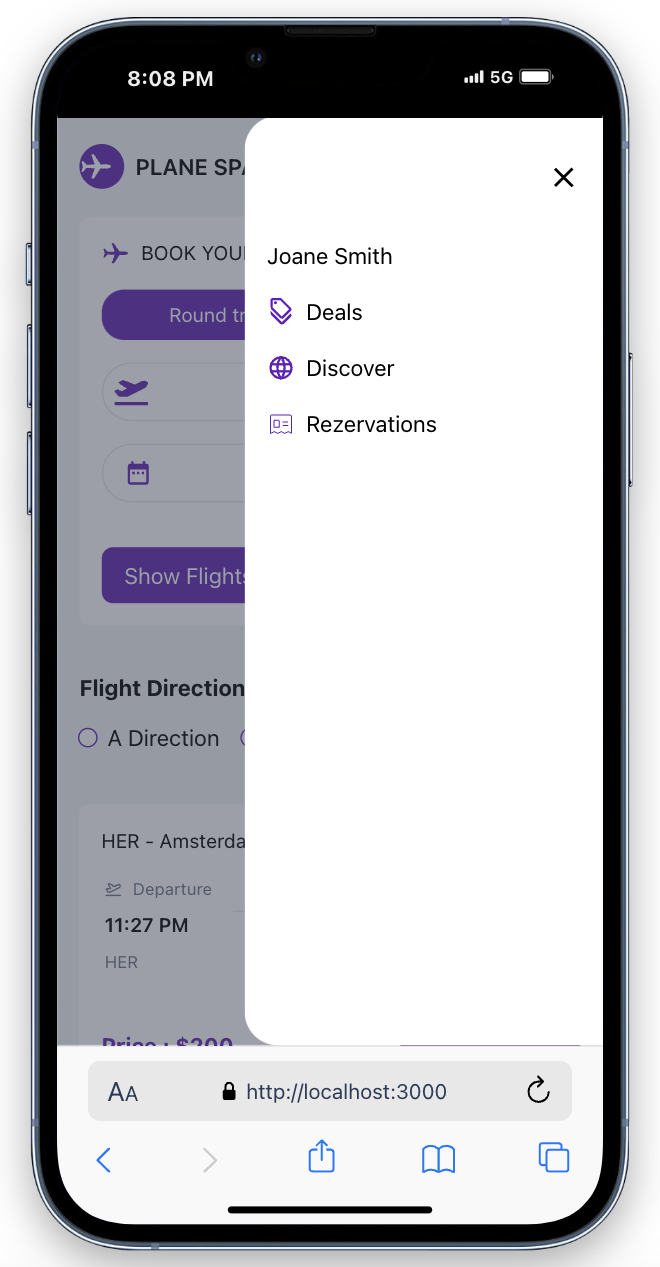 8:08 PM
5G
PLANE SPA
Joane Smith
Deals
Discover
Rezervations
BOOK YOUR
Round tr
Show Flights
Flight Direction
A Direction
HER - Amsterda
Departure
11:27 PM
HER
Price : $200
AA
http://localhost:3000